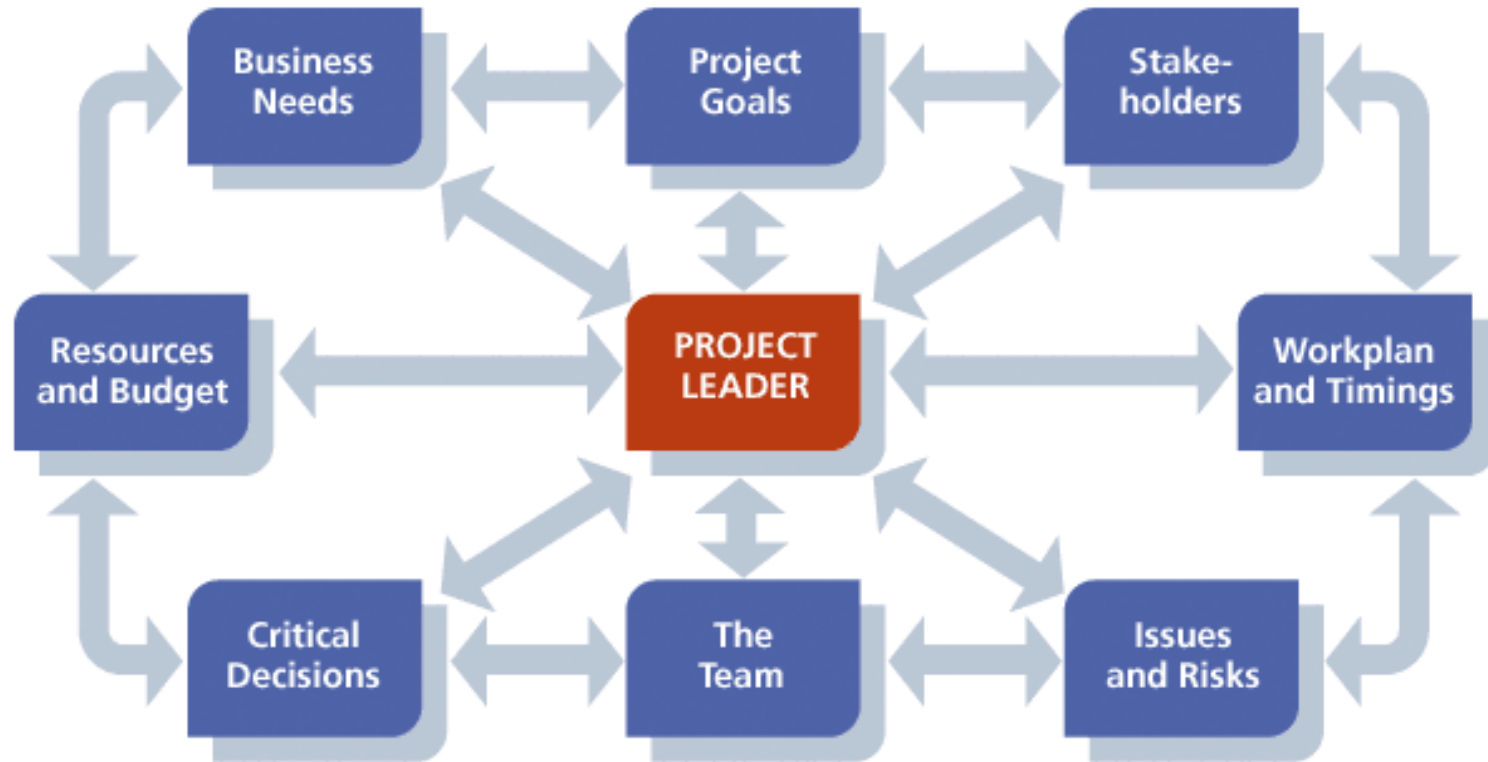 Business
Needs
Project
Goals
Stake-
holders
Resources
and Budget
PROJECT
LEADER
Workplan
and Timings
Critical
Decisions
The
Team
Issues
and Risks